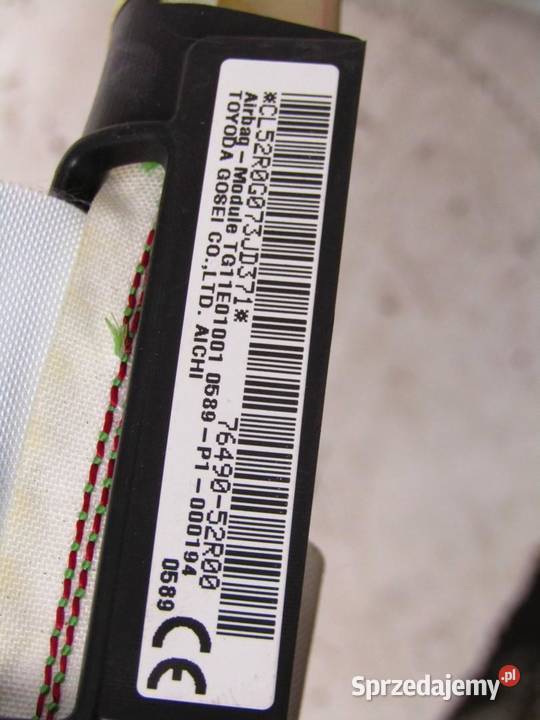 *CL52R0G073JD371*
76490-52R00
Airbag-Module TG11E01001 0589-P1-000194
TOYODA GOSEI CO.,LTD. AICHI
0589
CE
Sprzedajemy.pl